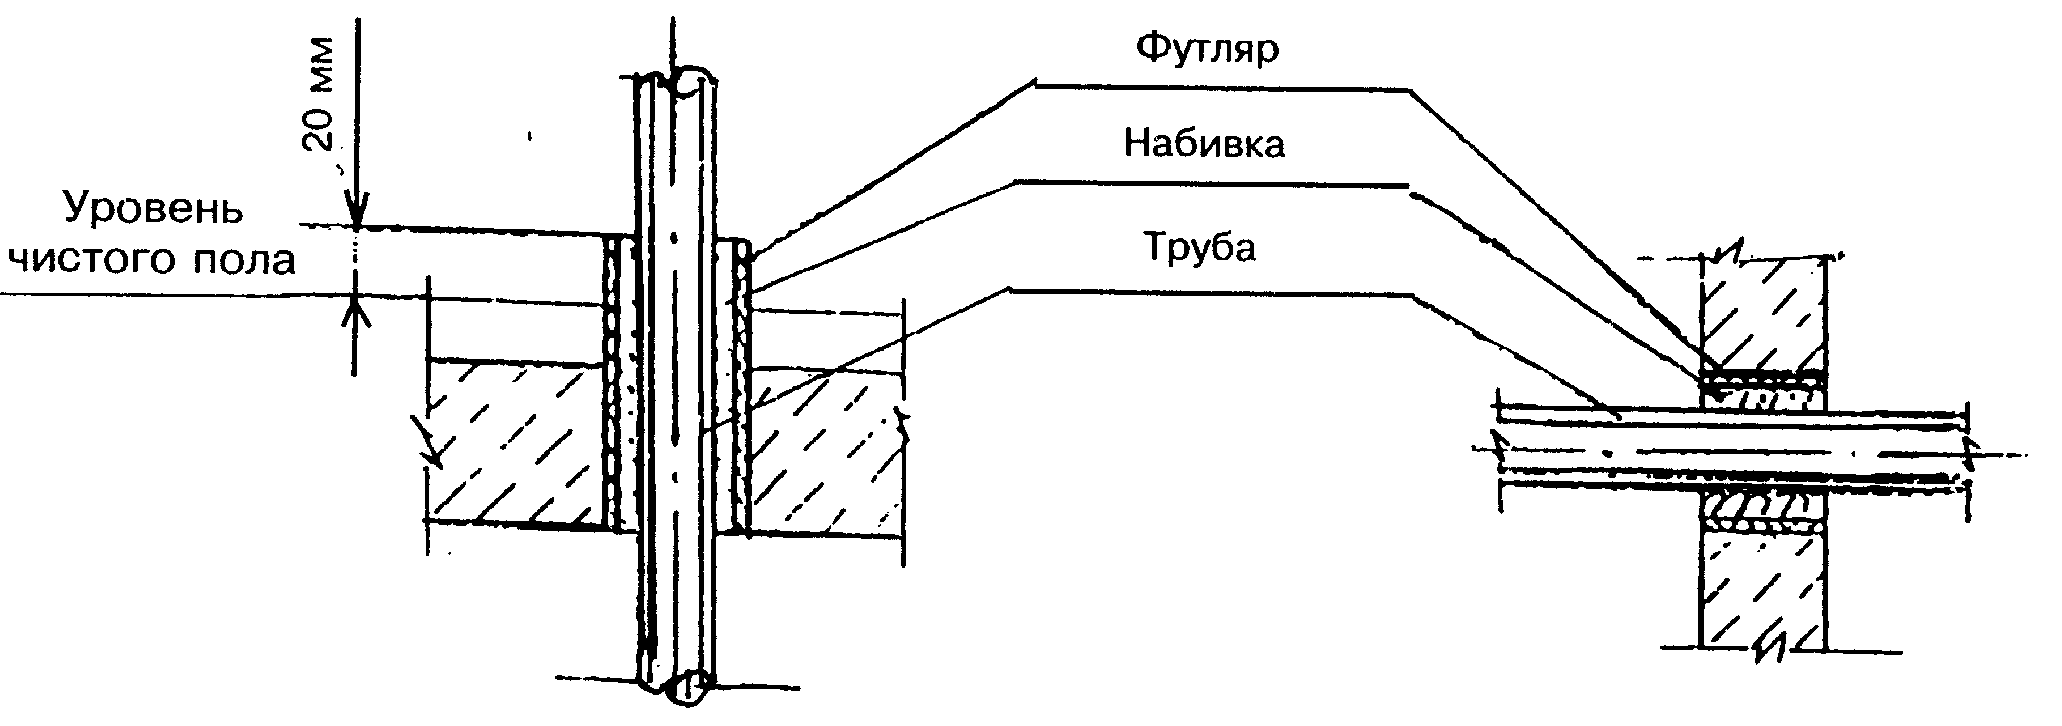 20 мм
Уровень
чистого пола
Футляр
Набивка
Труба